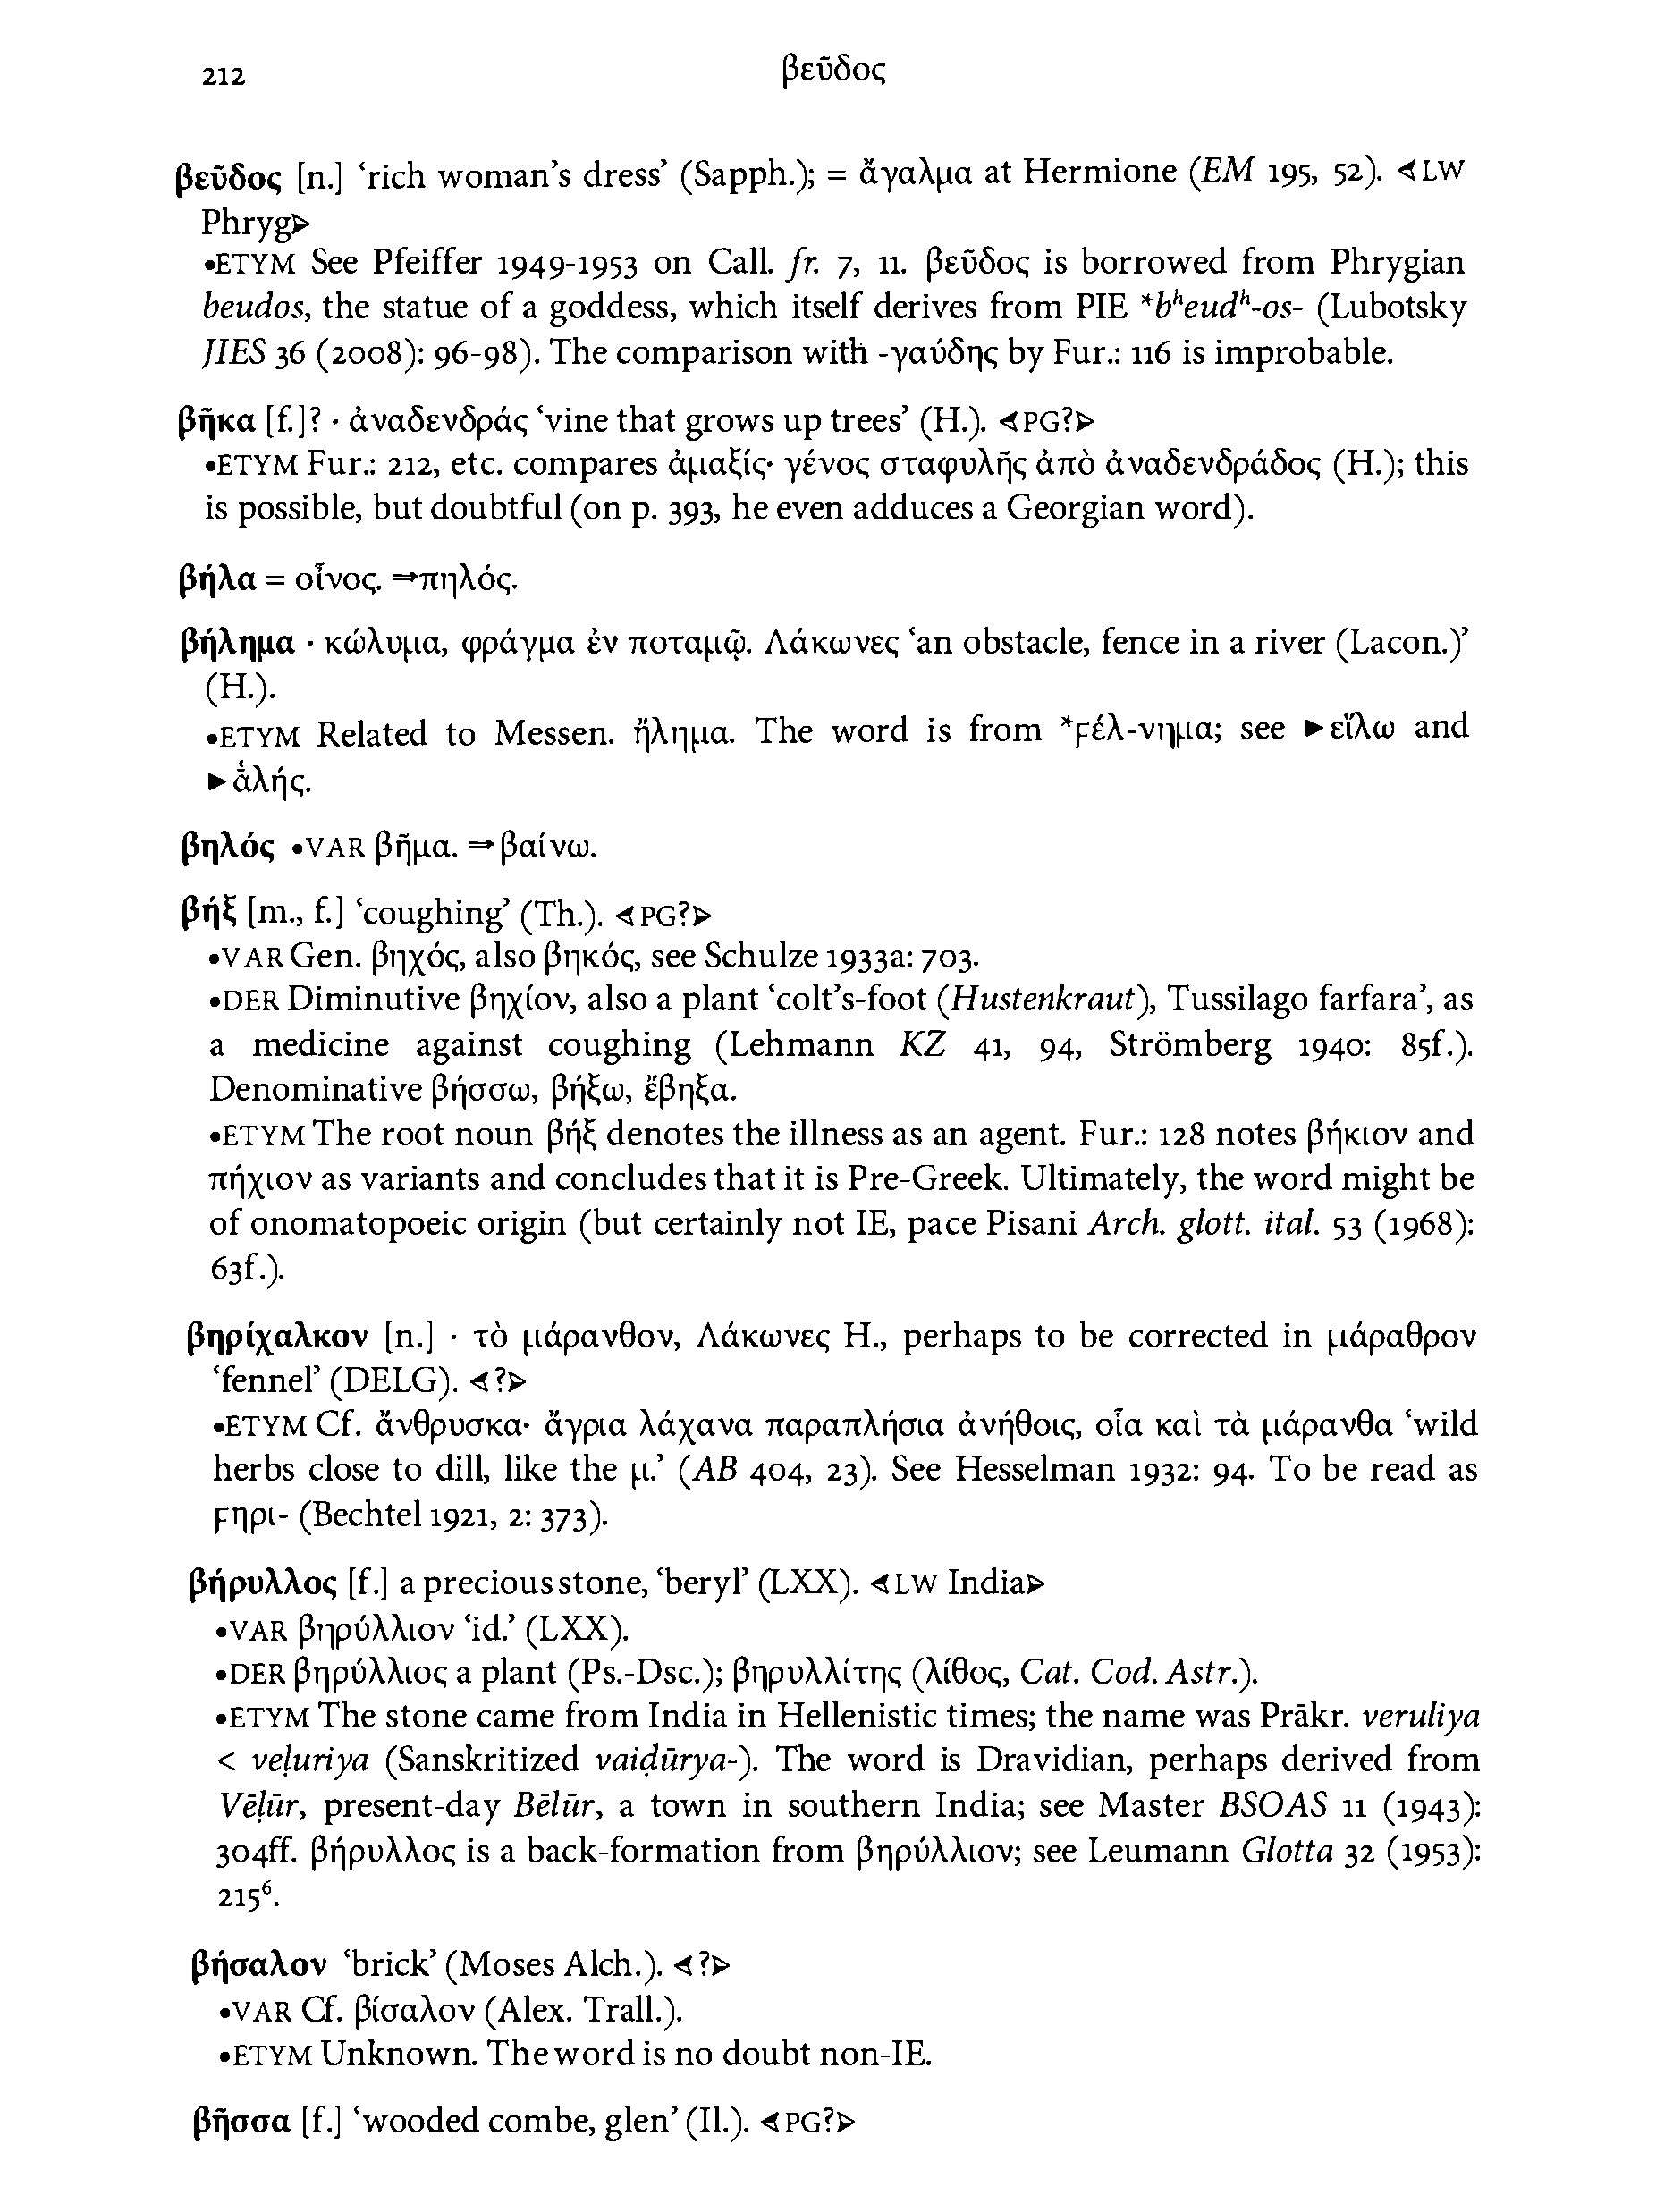 212 βεῦδος
βεῦδος [n.] ‘rich woman’s dress’ (Sapph.); = ἄγαλμα at Hermione (EM 195, 52). ⊲LW
Phryg⊳
•ETYM See Pfeiffer 1949-1953 on Call. fr. 7, 11. βεῦδος is borrowed from Phrygian
beudos, the statue of a goddess, which itself derives from PIE *bʰeudʰ-os- (Lubotsky
JIES 36 (2008): 96-98). The comparison with -γαύδης by Fur.: 116 is improbable.
βῆκα [f.]? · ἀναδενδράς ‘vine that grows up trees’ (H.). ⊲PG?⊳
•ETYM Fur.: 212, etc. compares ἁμαξίς· γένος σταφυλῆς ἀπὸ ἀναδενδράδος (H.); this
is possible, but doubtful (on p. 393, he even adduces a Georgian word).
βήλα = οἶνος. ⇒πηλός.
βήλημα · κώλυμα, φράγμα ἐν ποταμῷ. Λάκωνες ‘an obstacle, fence in a river (Lacon.)’
(H.).
•ETYM Related to Messen. ἤλημα. The word is from *ϝέλ-νημα; see ►εἴλω and
►ἁ̄λής.
βηλός •VAR βῆμα. ⇒βαίνω.
βήξ [m., f.] ‘coughing’ (Th.). ⊲PG?⊳
•VAR Gen. βηχός, also βηκός, see Schulze 1933a: 703.
•DER Diminutive βηχίον, also a plant ‘colt’s-foot (Hustenkraut), Tussilago farfara’, as
a medicine against coughing (Lehmann KZ 41, 94, Strömberg 1940: 85f.).
Denominative βήσσω, βήξω, ἔβηξα.
•ETYM The root noun βήξ denotes the illness as an agent. Fur.: 128 notes βήκιον and
πήχιον as variants and concludes that it is Pre-Greek. Ultimately, the word might be
of onomatopoeic origin (but certainly not IE, pace Pisani Arch. glott. ital. 53 (1968):
63f.).
βηρίχαλκον [n.] · τὸ μάρανθον, Λάκωνες H., perhaps to be corrected in μάραθρον
‘fennel’ (DELG). ⊲?⊳
•ETYM Cf. ἄνθρυσκα· ἄγρια λάχανα παραπλήσια ἀνήθοις, οἷα καὶ τὰ μάρανθα ‘wild
herbs close to dill, like the μ.’ (AB 404, 23). See Hesselman 1932: 94. To be read as
ϝηρι- (Bechtel 1921, 2: 373).
βήρυλλος [f.] a precious stone, ‘beryl’ (LXX). ⊲LW India⊳
•VAR βηρύλλιον ‘id.’ (LXX).
•DER βηρύλλιος a plant (Ps.-Dsc.); βηρυλλίτης (λίθος, Cat. Cod. Astr.).
•ETYM The stone came from India in Hellenistic times; the name was Prākr. veruliya
< veḷuriya (Sanskritized vaiḍūrya-). The word is Dravidian, perhaps derived from
Vēḷūr, present-day Bēlūr, a town in southern India; see Master BSOAS 11 (1943):
304ff. βήρυλλος is a back-formation from βηρύλλιον; see Leumann Glotta 32 (1953):
215⁶.
βήσαλον ‘brick’ (Moses Alch.). ⊲?⊳
•VAR Cf. βίσαλον (Alex. Trall.).
•ETYM Unknown. The word is no doubt non-IE.
βῆσσα [f.] ‘wooded combe, glen’ (Il.). ⊲PG?⊳